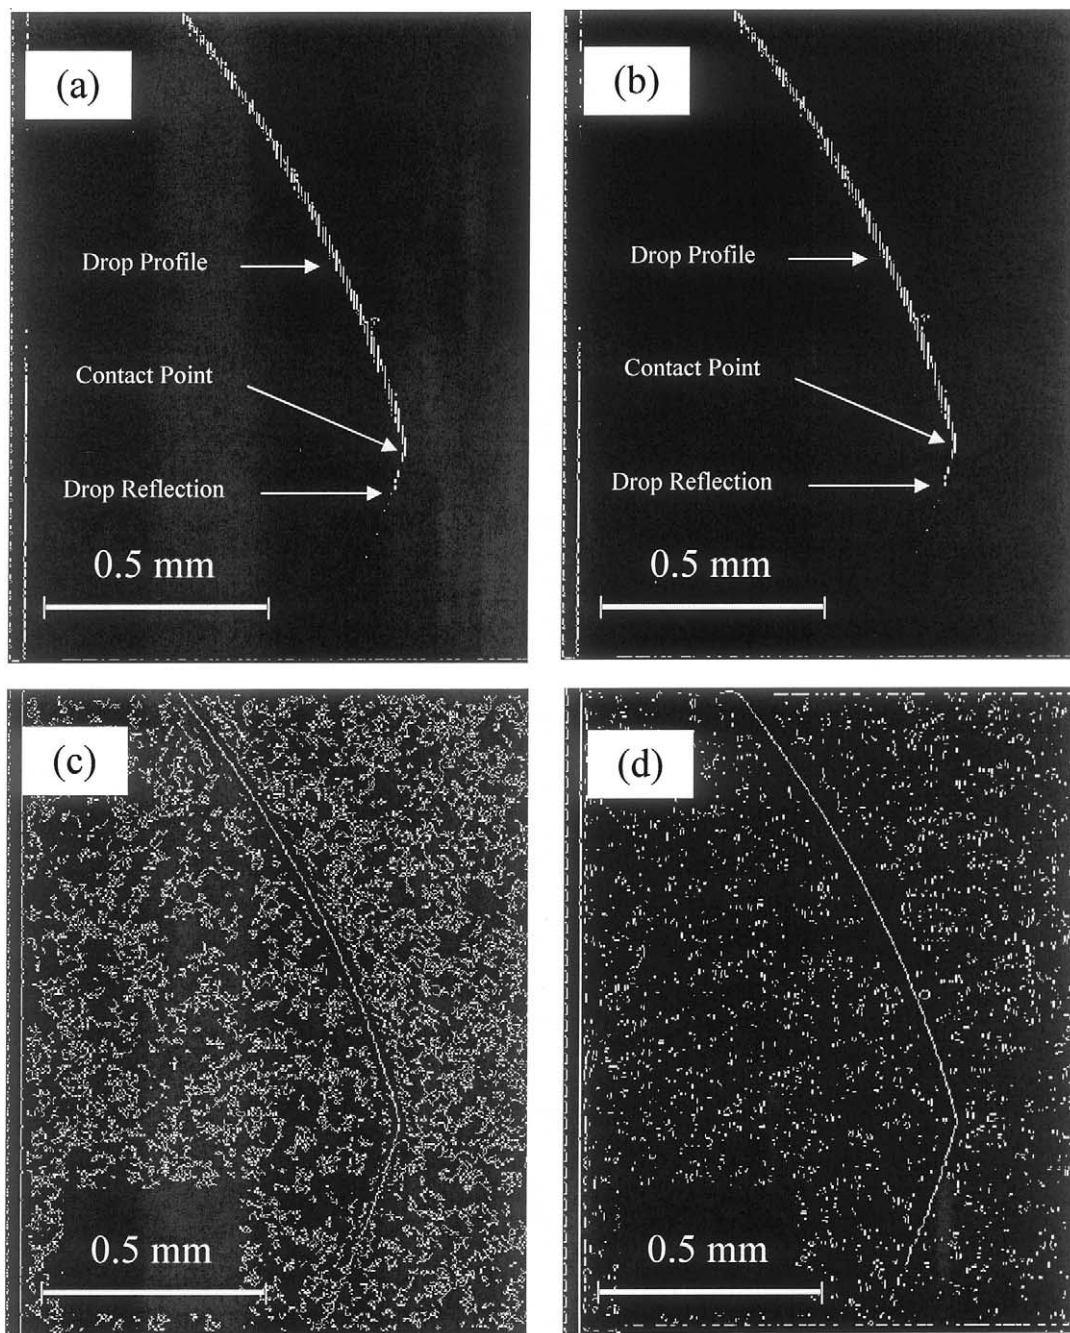 (a)
Drop Profile
Contact Point
Drop Reflection
0.5 mm
(b)
Drop Profile
Contact Point
Drop Reflection
0.5 mm
(c)
0.5 mm
(d)
0.5 mm